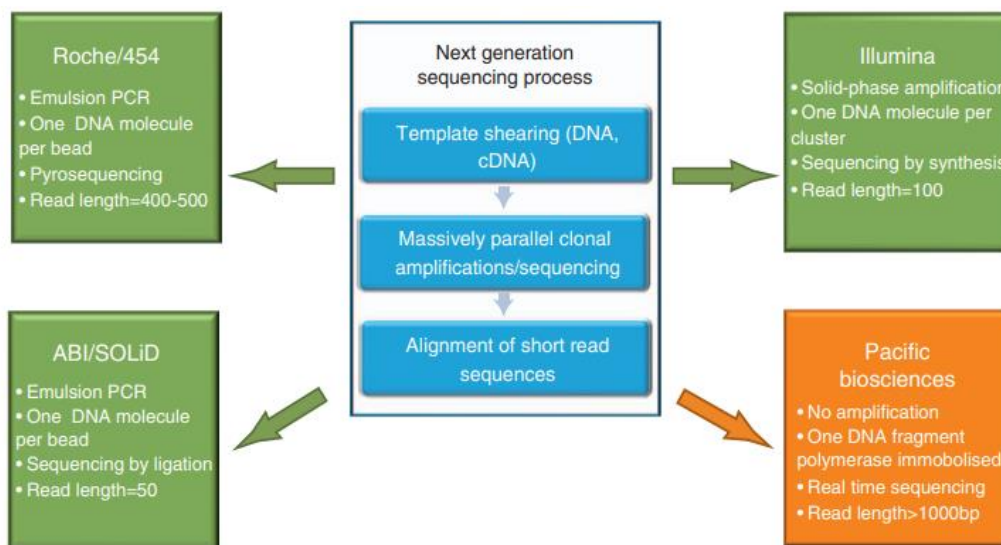 Roche/454
• Emulsion PCR
• One DNA molecule
per bead
• Pyrosequencing
• Read length=400-500
Next generation
sequencing process
Template shearing (DNA,
cDNA)
Massively parallel clonal
amplifications/sequencing
Alignment of short read
sequences
Illumina
• Solid-phase amplification
• One DNA molecule per
cluster
• Sequencing by synthesis
• Read length=100
ABI/SOLiD
• Emulsion PCR
• One DNA molecule
per bead
• Sequencing by ligation
• Read length=50
Pacific
biosciences
• No amplification
• One DNA fragment
polymerase immobolised
• Real time sequencing
• Read length>1000bp